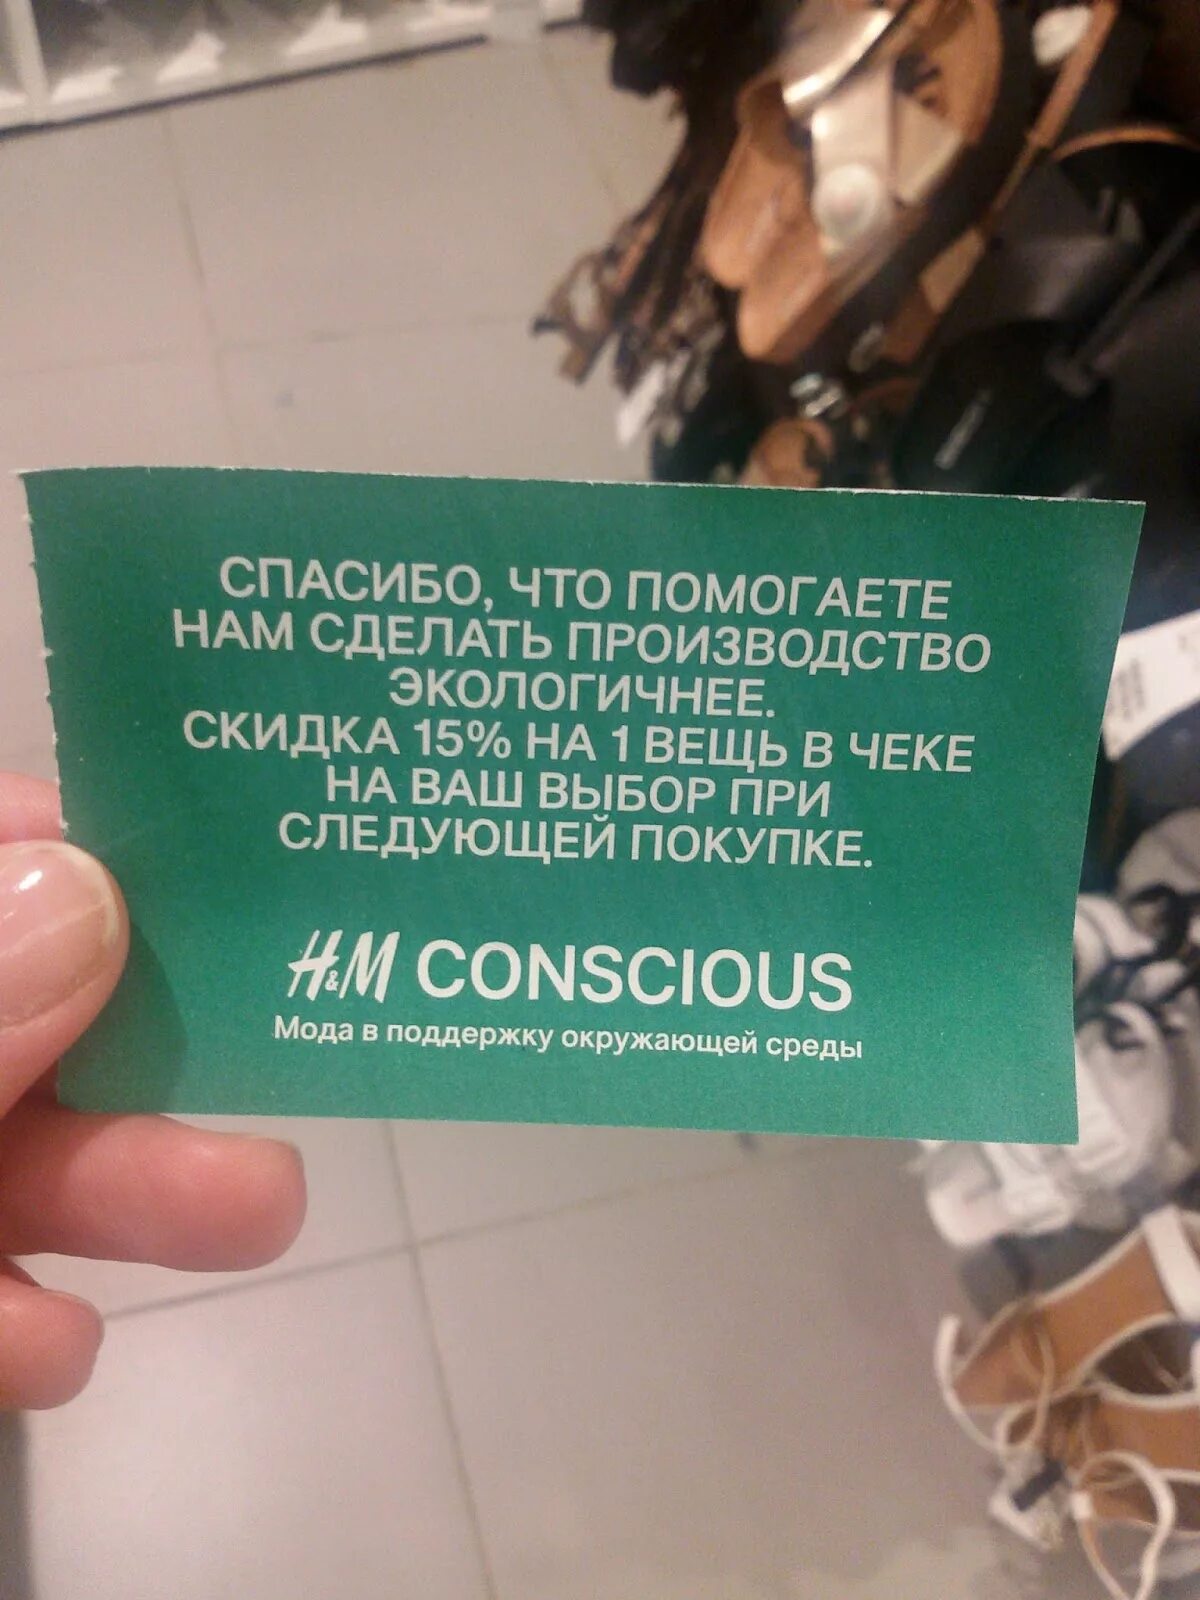 СПАСИБО, ЧТО ПОМОГАЕТЕ
НАМ СДЕЛАТЬ ПРОИЗВОДСТВО
ЭКОЛОГИЧНЕЕ.
СКИДКА 15% НА 1 ВЕЩЬ В ЧЕКЕ
НА ВАШ ВЫБОР ПРИ
СЛЕДУЮЩЕЙ ПОКУПКЕ.
H&M CONSCIOUS
Мода в поддержку окружающей среды